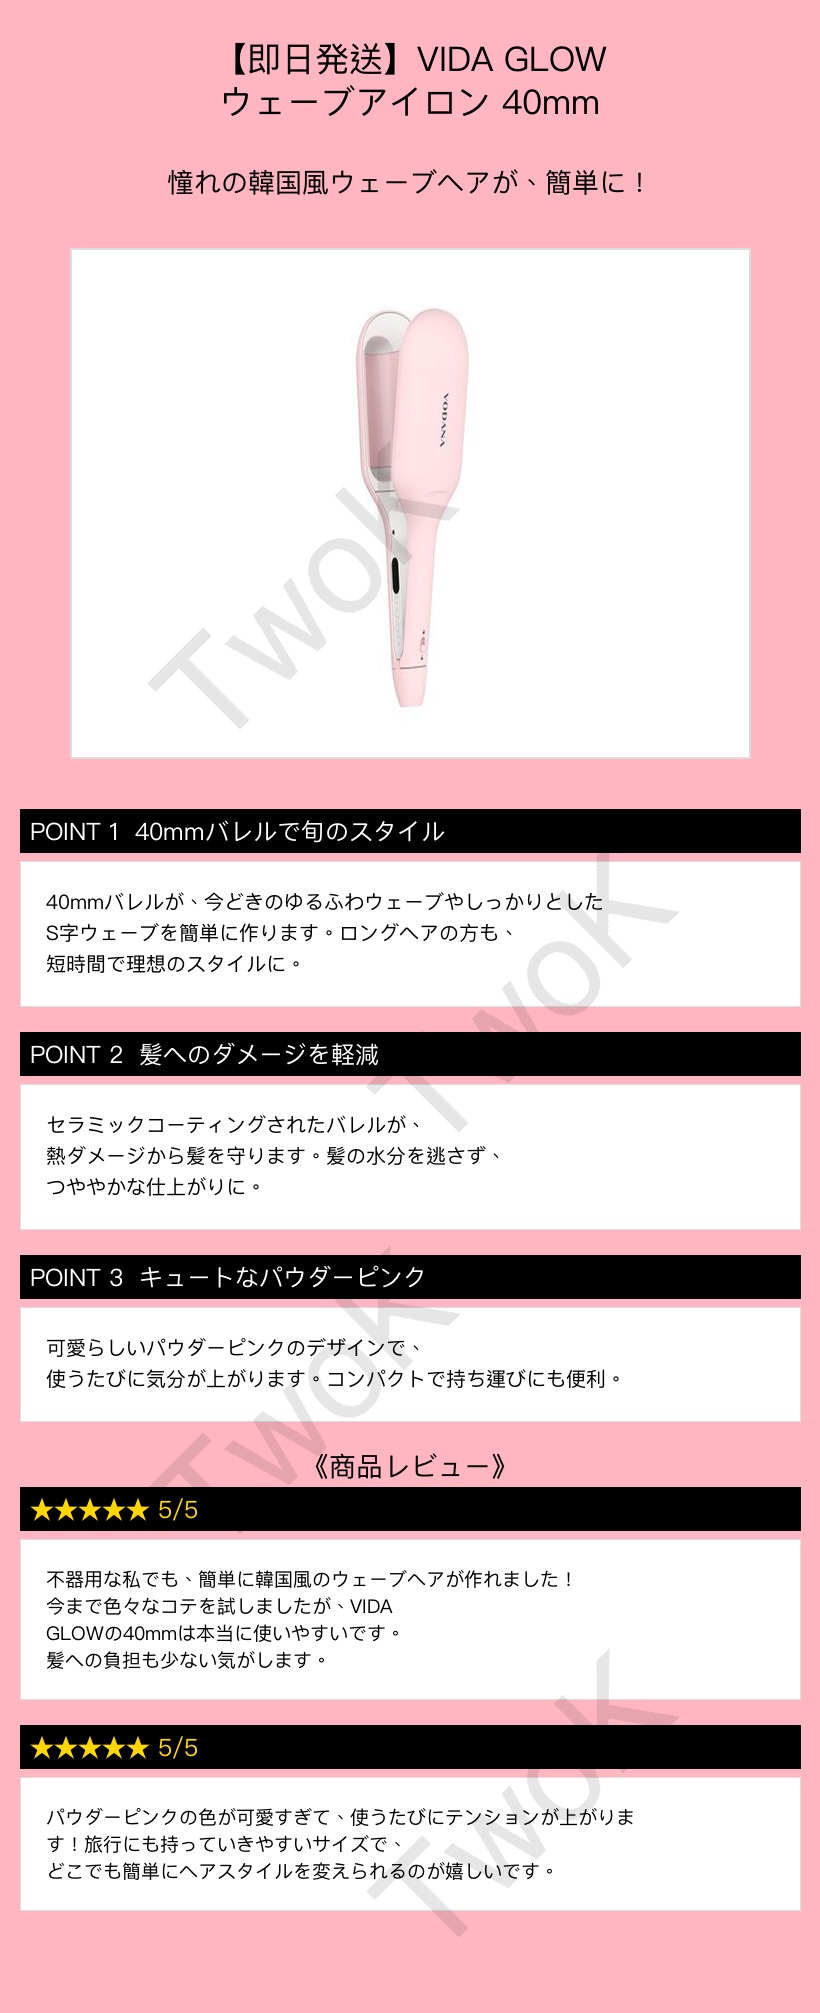 【即日発送】VIDA GLOW
ウェーブアイロン 40mm
憧れの韓国風ウェーブヘアが、簡単に！
VODANA
TwoK
POINT 1 40mmバレルで旬のスタイル
40mmバレルが、今どきのゆるふわウェーブやしっかりとした
S字ウェーブを簡単に作ります。ロングヘアの方も、
短時間で理想のスタイルに。
TwoK
POINT 2 髪へのダメージを軽減
セラミックコーティングされたバレルが、
熱ダメージから髪を守ります。髪の水分を逃さず、
つややかな仕上がりに。
POINT 3 キュートなパウダーピンク
可愛らしいパウダーピンクのデザインで、
使うたびに気分が上がります。コンパクトで持ち運びにも便利。
TwoK
《商品レビュー》
★★★★★ 5/5
不器用な私でも、簡単に韓国風のウェーブヘアが作れました！
今まで色々なコテを試しましたが、VIDA
GLOWの40mmは本当に使いやすいです。
髪への負担も少ない気がします。
★★★★★ 5/5
パウダーピンクの色が可愛すぎて、使うたびにテンションが上がりま
す！旅行にも持っていきやすいサイズで、
どこでも簡単にヘアスタイルを変えられるのが嬉しいです。
TwoK